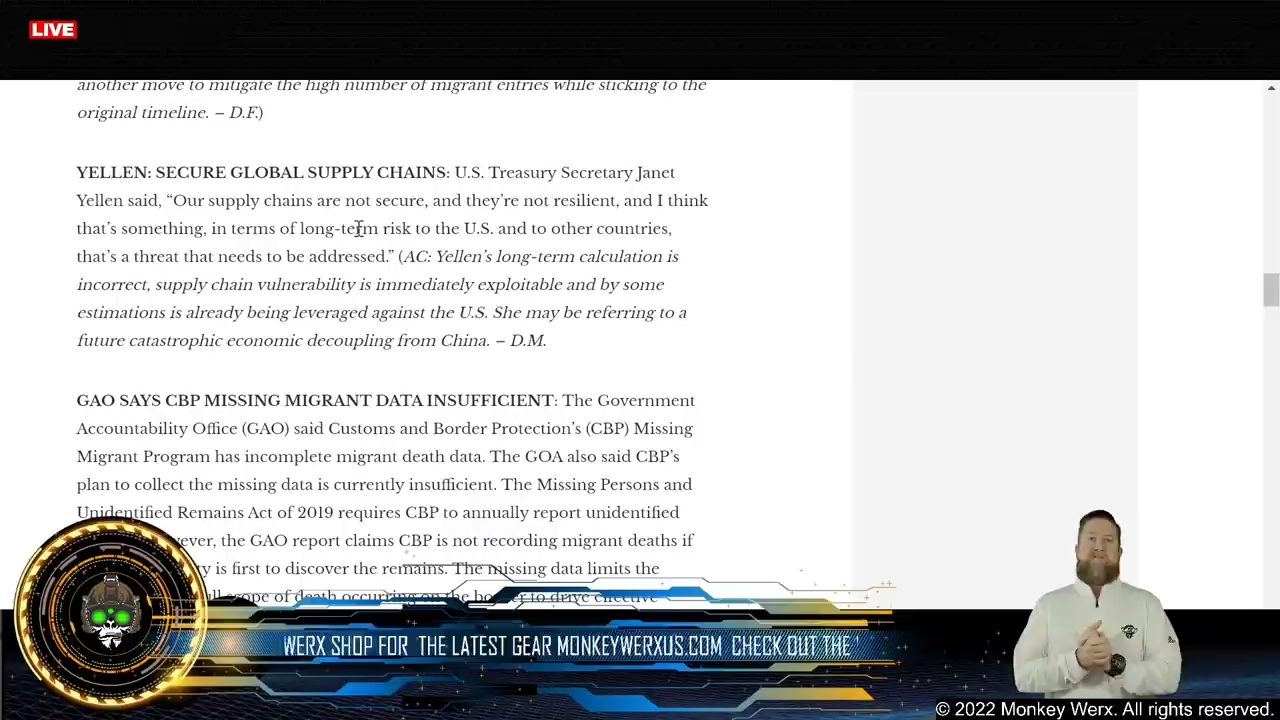 LIVE
another move to mitigate the high number of migrant entries while sticking to the
original timeline. – D.F.)
YELLEN: SECURE GLOBAL SUPPLY CHAINS: U.S. Treasury Secretary Janet
Yellen said, “Our supply chains are not secure, and they’re not resilient, and I think
that’s something, in terms of long-term risk to the U.S. and to other countries,
that’s a threat that needs to be addressed.” (AC: Yellen’s long-term calculation is
incorrect, supply chain vulnerability is immediately exploitable and by some
estimations is already being leveraged against the U.S. She may be referring to a
future catastrophic economic decoupling from China. – D.M.
GAO SAYS CBP MISSING MIGRANT DATA INSUFFICIENT: The Government
Accountability Office (GAO) said Customs and Border Protection’s (CBP) Missing
Migrant Program has incomplete migrant death data. The GOA also said CBP’s
plan to collect the missing data is currently insufficient. The Missing Persons and
Unidentified Remains Act of 2019 requires CBP to annually report unidentified
the GAO report claims CBP is not recording migrant deaths if
is first to discover the remains. The missing data limits the
scope of death occurring on the to drive effective
WERX SHOP FOR THE LATEST GEAR MONKEYWERXUS.COM CHECK OUT THE
© 2022 Monkey Werx. All rights reserved.